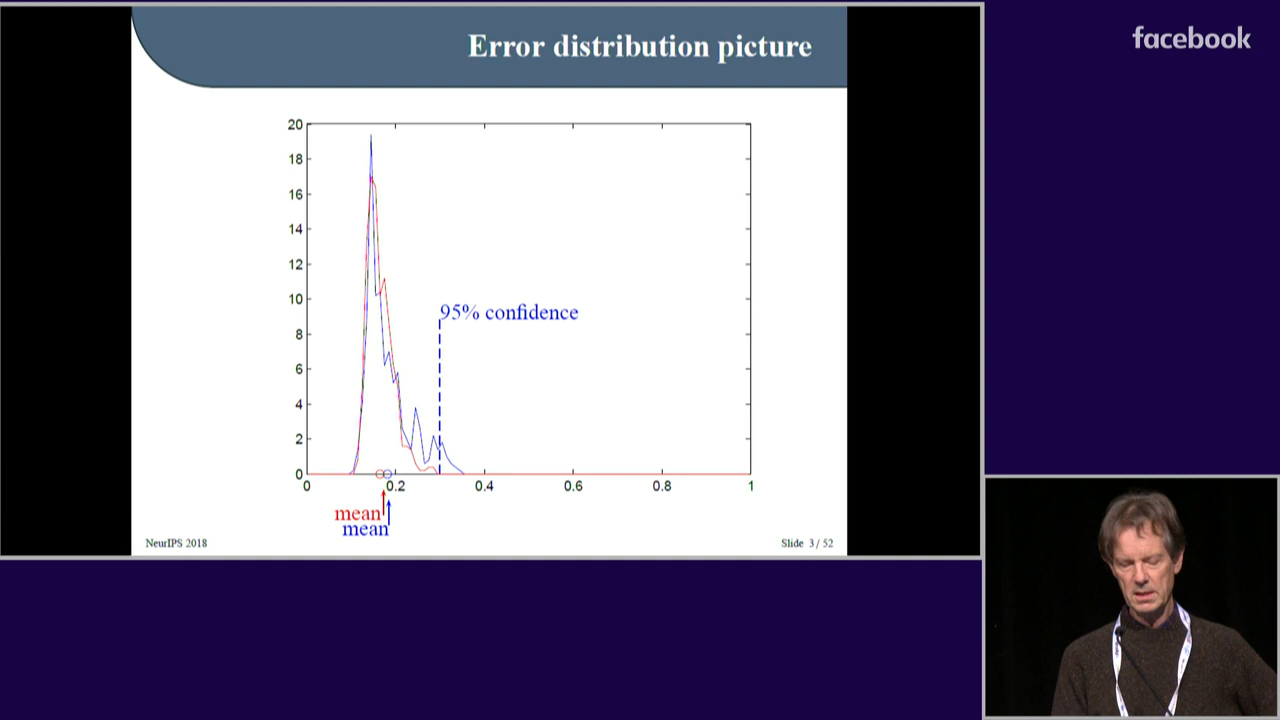 Error distribution picture
facebook
20
18
16
14
12
10
8
6
4
2
0
95% confidence
0 0.2 0.4 0.6 0.8 1
mean
mean
NeurIPS 2018
Slide 3 / 52